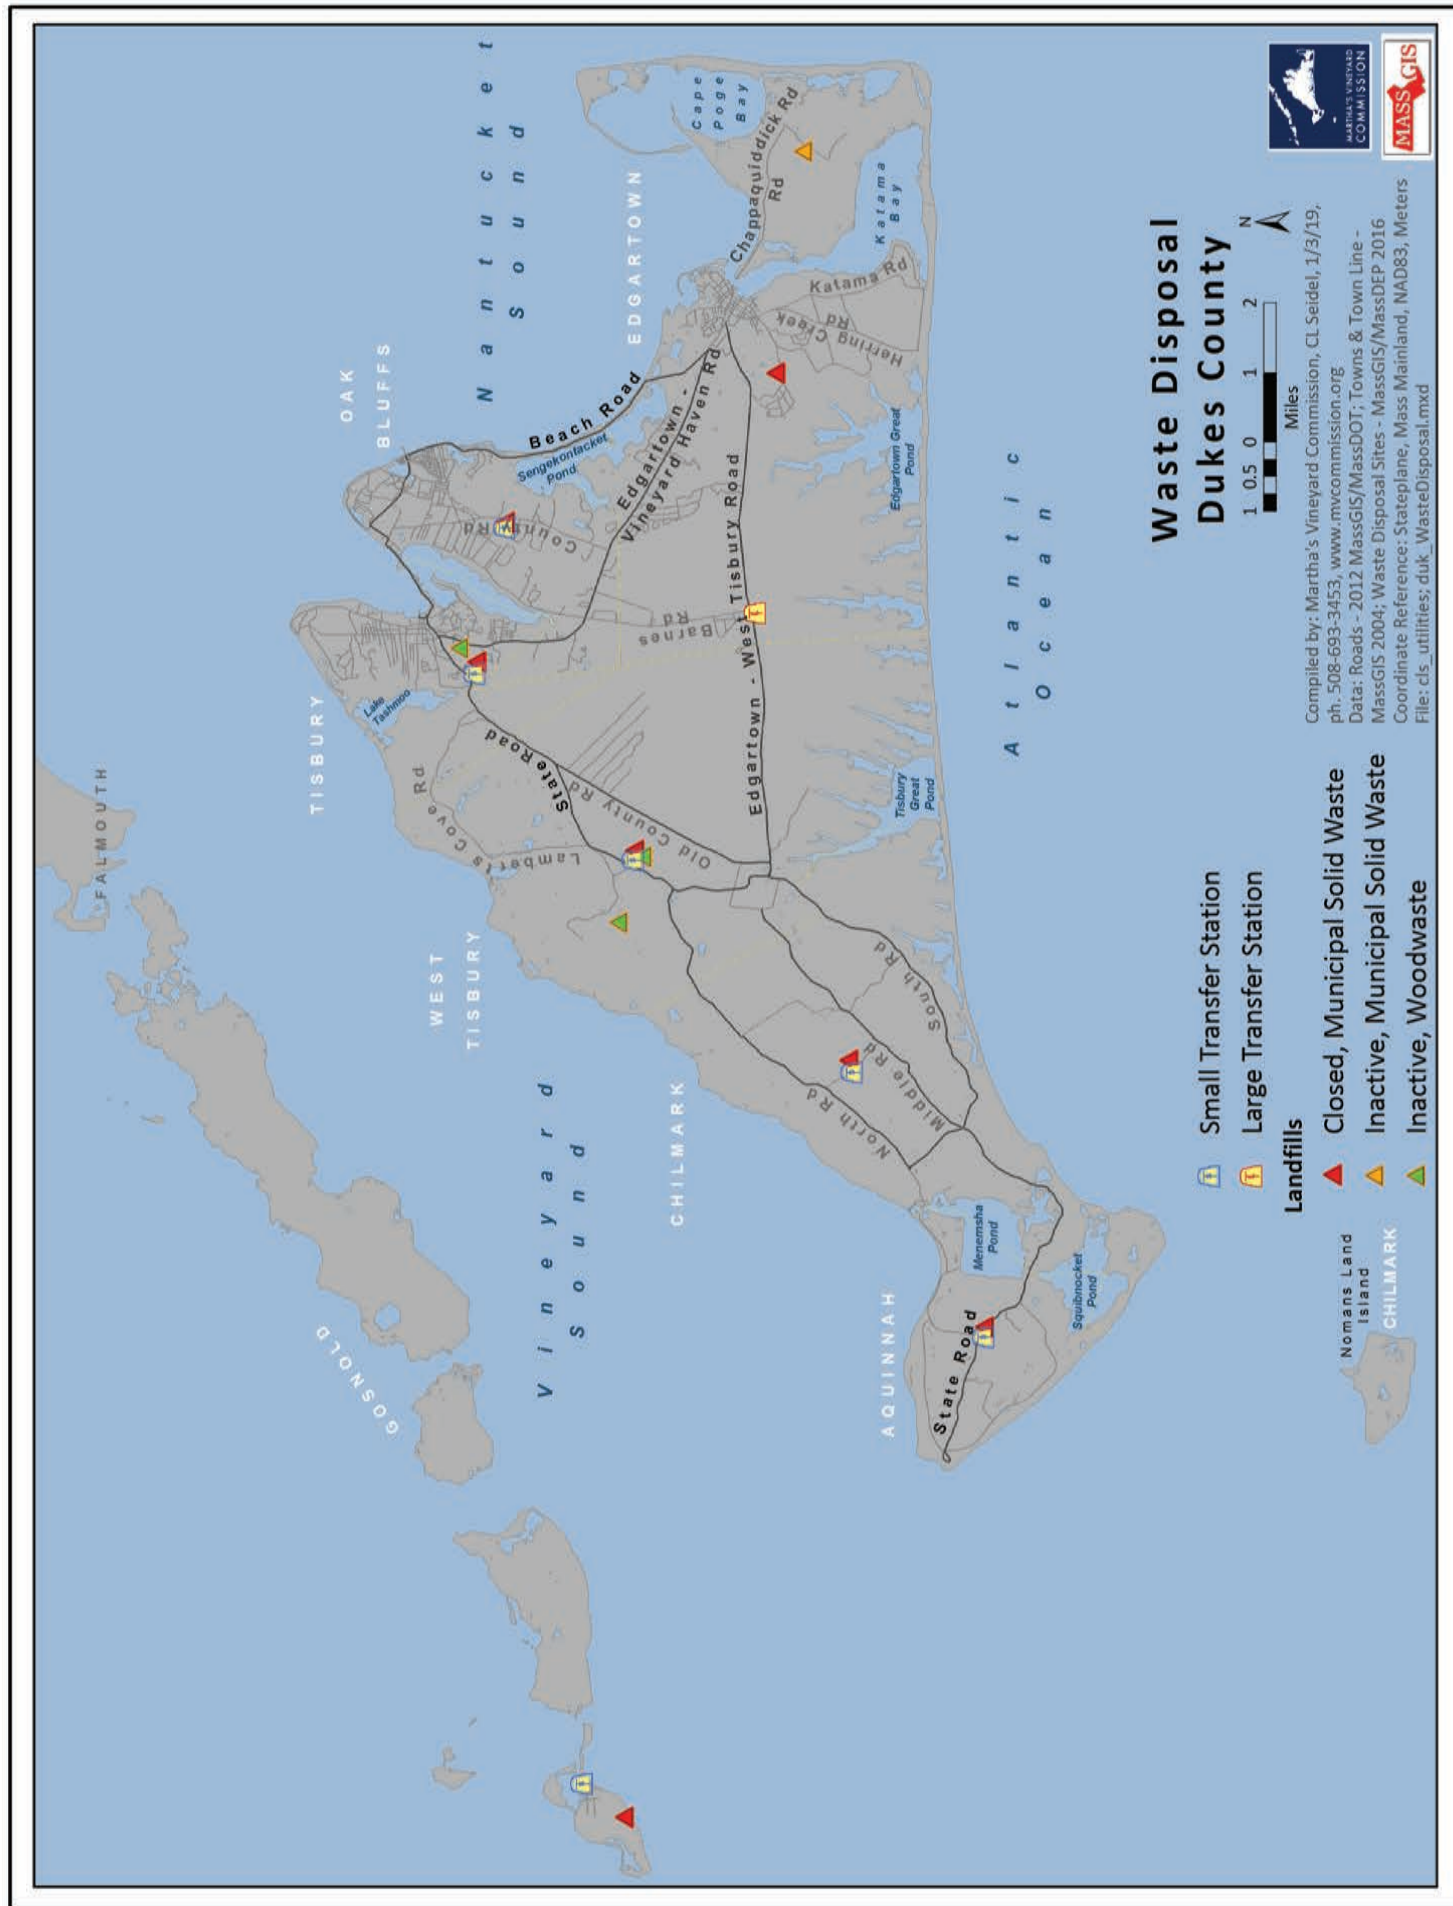 Waste Disposal
Dukes County
1 0.5 0 1 2
Miles
N
Compiled by: Martha's Vineyard Commission, CL Seidel, 1/3/19,
ph. 508-693-3453, www.mvcommission.org
Data: Roads - 2012 MassGIS/MassDOT; Towns & Town Line -
MassGIS 2004; Waste Disposal Sites - MassGIS/MassDEP 2016
Coordinate Reference: Stateplane, Mass Mainland, NAD83, Meters
File: cls_utilities; duk_WasteDisposal.mxd
MARTHA'S VINEYARD
COMMISSION
MASSGIS
Small Transfer Station
Large Transfer Station
Landfills
Closed, Municipal Solid Waste
Inactive, Municipal Solid Waste
Inactive, Woodwaste
Nomans Land
Island
CHILMARK
FALMOUTH
GOSNOLD
Vineyard
Sound
Nantucket
Sound
Atlantic
Ocean
TISBURY
OAK
BLUFFS
EDGARTOWN
WEST
TISBURY
CHILMARK
AQUINNAH
Cape
Poge
Bay
Katama
Bay
Chappaquiddick Rd
Rd
Katama Rd
Herring Creek
Rd
Beach Road
Sengekontacket
Pond
Edgartown -
Vineyard Haven Rd
County Rd
Barnes
Rd
Edgartown - West Tisbury Road
Edgartown Great
Pond
Tisbury
Great
Pond
Lake
Tashmoo
State Road
Old County Rd
Lamberts Cove Rd
North Rd
Middle Rd
South Rd
Menemsha
Pond
Squibnocket
Pond
State Road